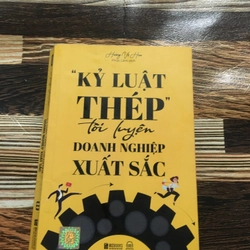 "KỶ LUẬT
THÉP"
tôi luyện
DOANH NGHIỆP
XUẤT SẮC